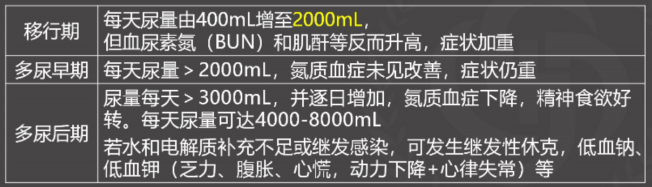 移行期
每天尿量由400mL增至2000mL,
但血尿素氮（BUN）和肌酐等反而升高，症状加重
多尿早期
每天尿量＞2000mL，氮质血症未见改善，症状仍重
多尿后期
尿量每天＞3000mL，并逐日增加，氮质血症下降，精神食欲好
转。每天尿量可达4000-8000mL
若水和电解质补充不足或继发感染，可发生继发性休克，低血钠、
低血钾（乏力、腹胀、心慌，动力下降+心律失常）等